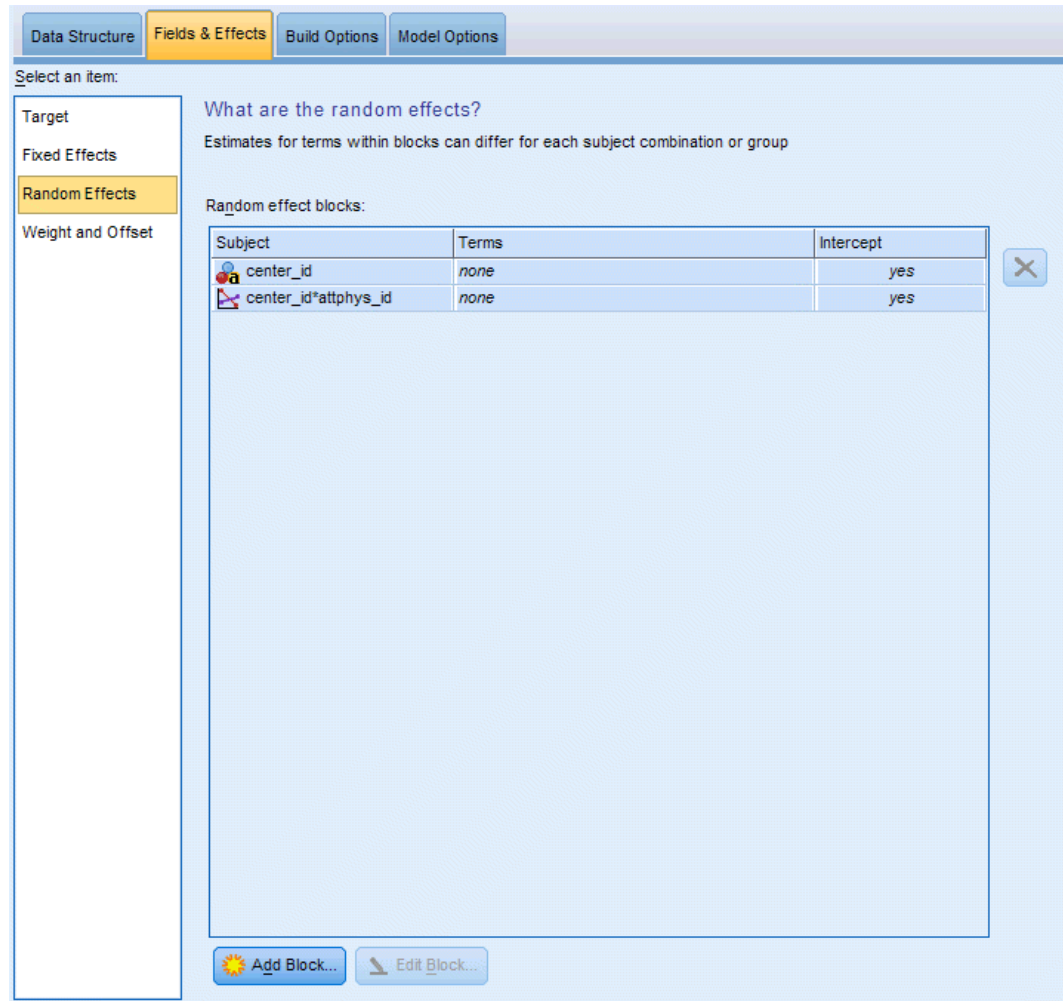 Data Structure Fields & Effects Build Options Model Options
Select an item:
Target
Fixed Effects
Random Effects
Weight and Offset
What are the random effects?
Estimates for terms within blocks can differ for each subject combination or group
Random effect blocks:
Subject Terms Intercept
center_id none yes
center_id*attphys_id none yes
Add Block... Edit Block...